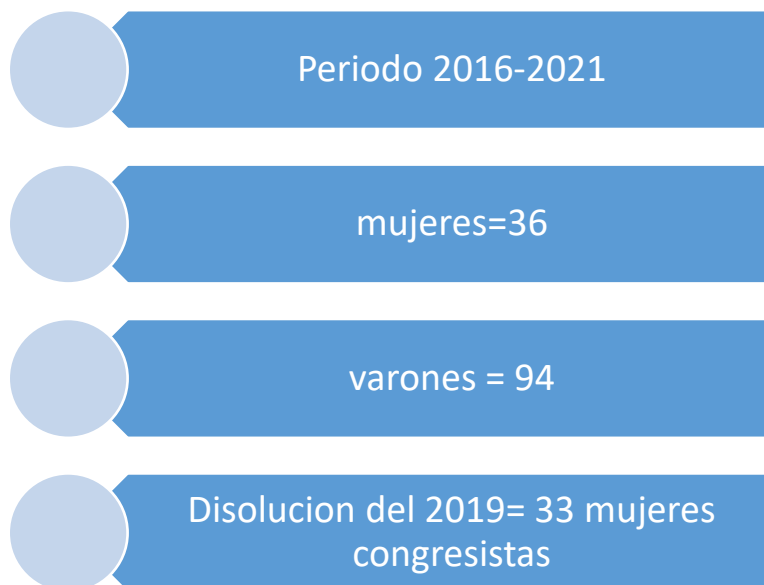 Periodo 2016-2021
mujeres=36
varones = 94
Disolucion del 2019= 33 mujeres
congresistas